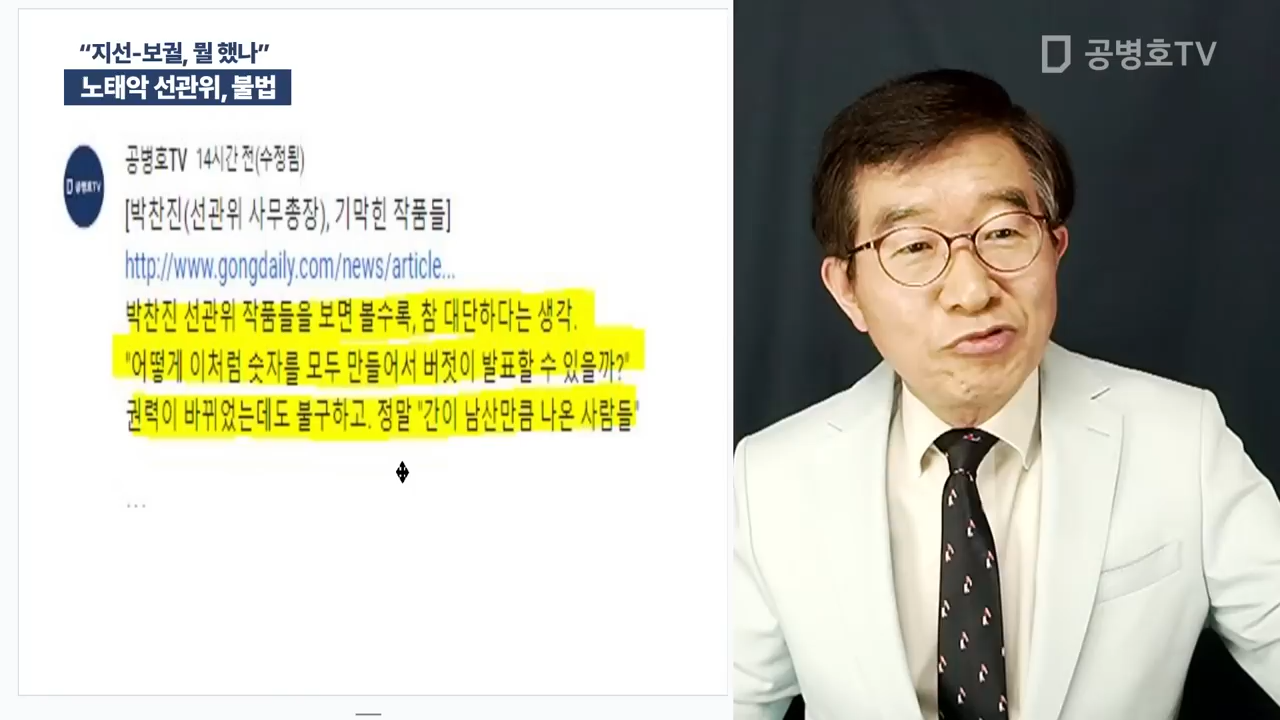 “지선-보궐, 뭘 했나”
노태악 선관위, 불법
공병호TV
공병호TV 14시간 전(수정됨)
공병호TV
[박찬진(선관위 사무총장), 기막힌 작품들]
http://www.gongdaily.com/news/article...
박찬진 선관위 작품들을 보면 볼수록, 참 대단하다는 생각.
"어떻게 이처럼 숫자를 모두 만들어서 버젓이 발표할 수 있을까?"
권력이 바뀌었는데도 불구하고. 정말 "간이 남산만큼 나온 사람들"
...